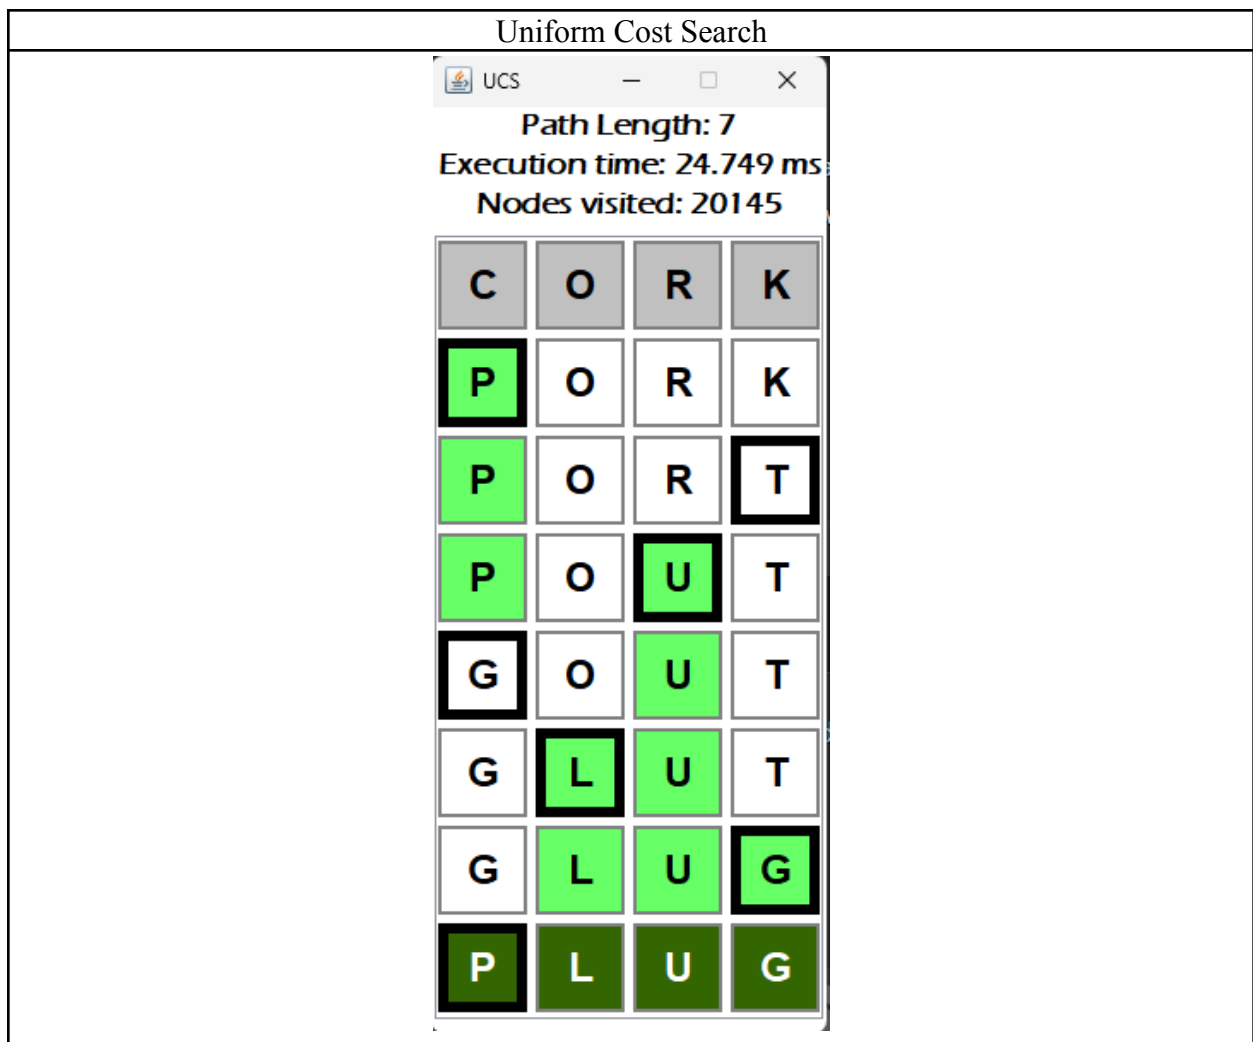 Uniform Cost Search
UCS
Path Length: 7
Execution time: 24.749 ms
Nodes visited: 20145
C O R K
P O R K
P O R T
P O U T
G O U T
G L U T
G L U G
P L U G